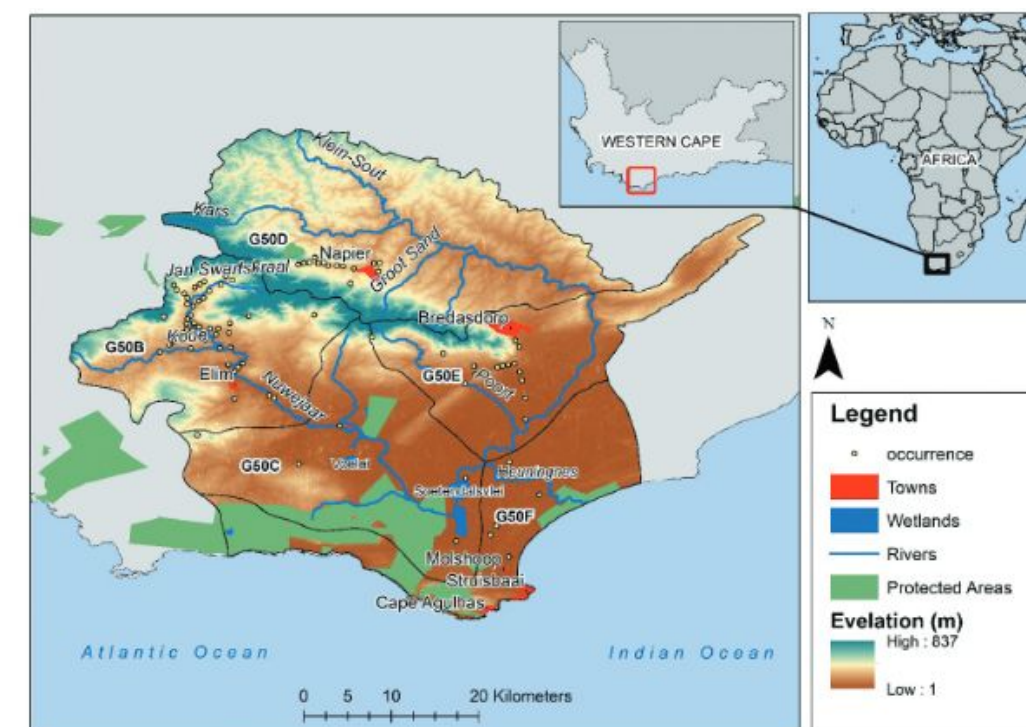 WESTERN CAPE
AFRICA
Klein-Sout
Kars
G50D
Napier
Groot Sand
Jan Swartskraal
Bredasdorp
Koue
G50B
Elim
Nuwejaar
G50E
Poort
G50C
Voëlvlei
Soetendalsvlei
Heuningnes
G50F
Molshoop
Struisbaai
Cape Agulhas
Atlantic Ocean
Indian Ocean
0 5 10 20 Kilometers
N
Legend
occurrence
Towns
Wetlands
Rivers
Protected Areas
Evelation (m)
High : 837
Low : 1